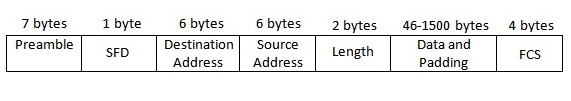 7 bytes 1 byte 6 bytes 6 bytes 2 bytes 46-1500 bytes 4 bytes
Preamble SFD Destination Address Source Address Length Data and Padding FCS